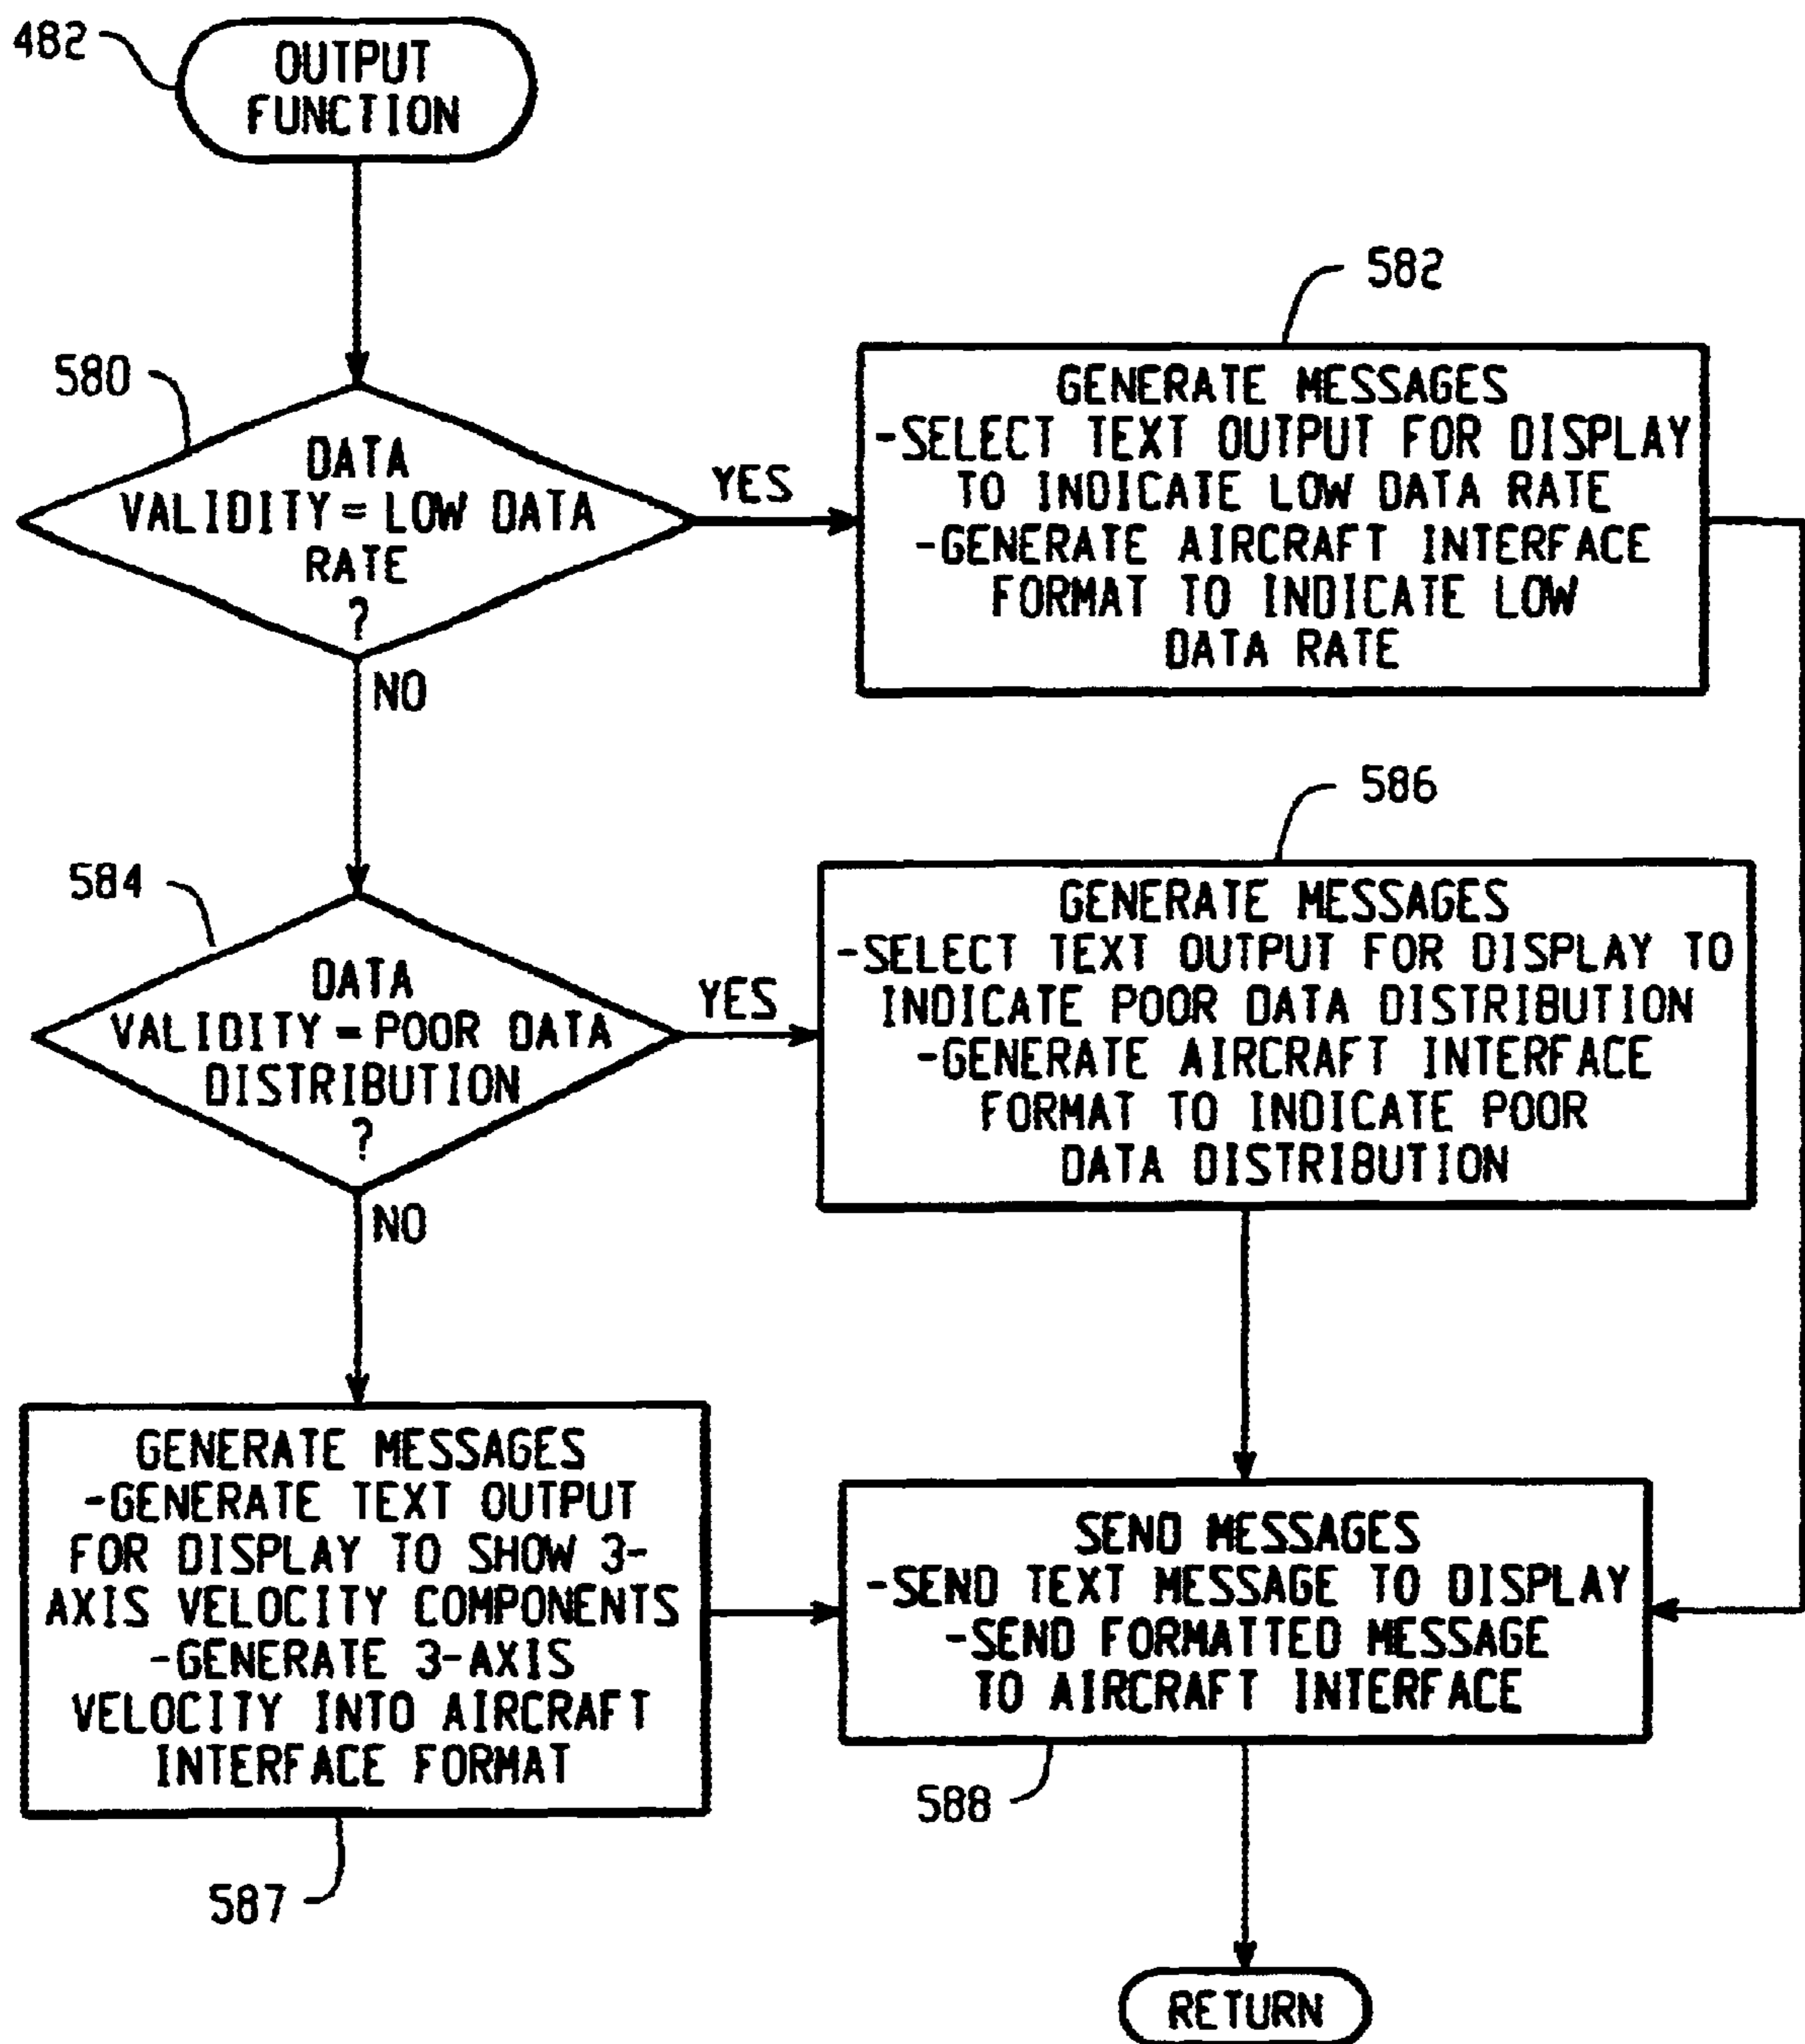 482
OUTPUT
FUNCTION
580
DATA
VALIDITY = LOW DATA
RATE
?
YES
NO
582
GENERATE MESSAGES
-SELECT TEXT OUTPUT FOR DISPLAY
TO INDICATE LOW DATA RATE
-GENERATE AIRCRAFT INTERFACE
FORMAT TO INDICATE LOW
DATA RATE
584
DATA
VALIDITY = POOR DATA
DISTRIBUTION
?
YES
NO
586
GENERATE MESSAGES
-SELECT TEXT OUTPUT FOR DISPLAY TO
INDICATE POOR DATA DISTRIBUTION
-GENERATE AIRCRAFT INTERFACE
FORMAT TO INDICATE POOR
DATA DISTRIBUTION
GENERATE MESSAGES
-GENERATE TEXT OUTPUT
FOR DISPLAY TO SHOW 3-
AXIS VELOCITY COMPONENTS
-GENERATE 3-AXIS
VELOCITY INTO AIRCRAFT
INTERFACE FORMAT
587
SEND MESSAGES
-SEND TEXT MESSAGE TO DISPLAY
-SEND FORMATTED MESSAGE
TO AIRCRAFT INTERFACE
588
RETURN